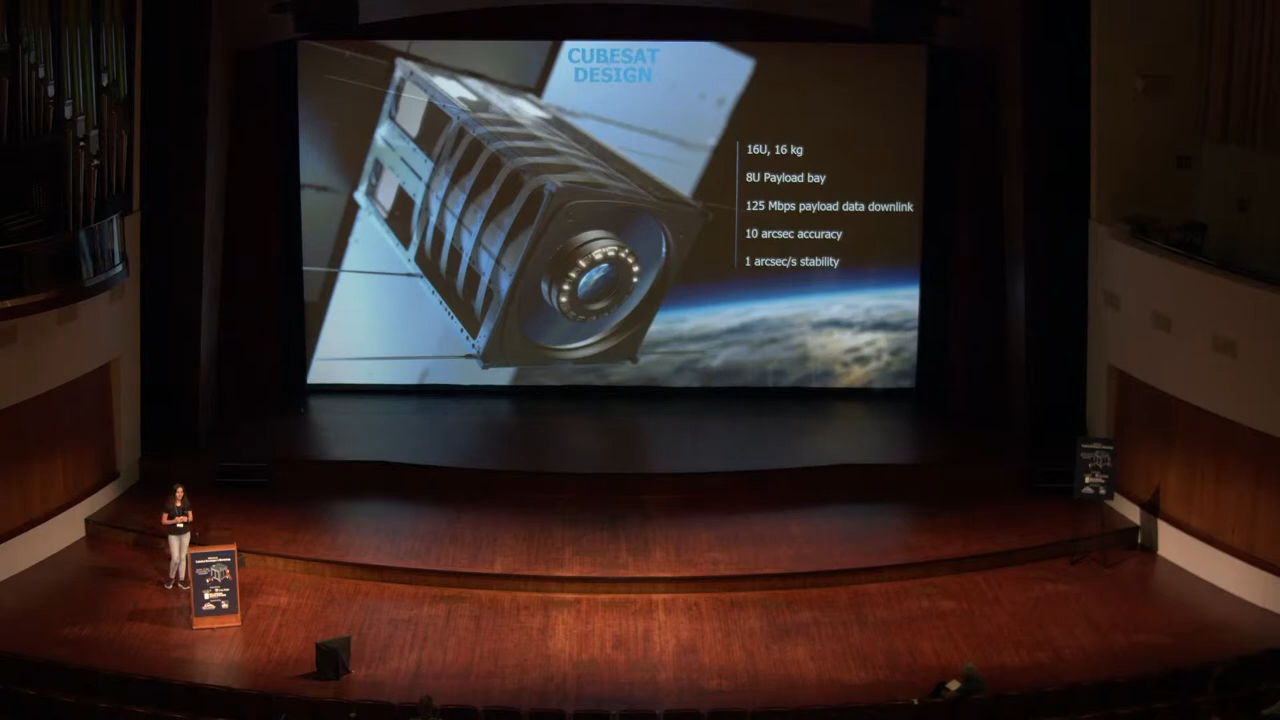 CUBESAT
DESIGN
16U, 16 kg
8U Payload bay
125 Mbps payload data downlink
10 arcsec accuracy
1 arcsec/s stability